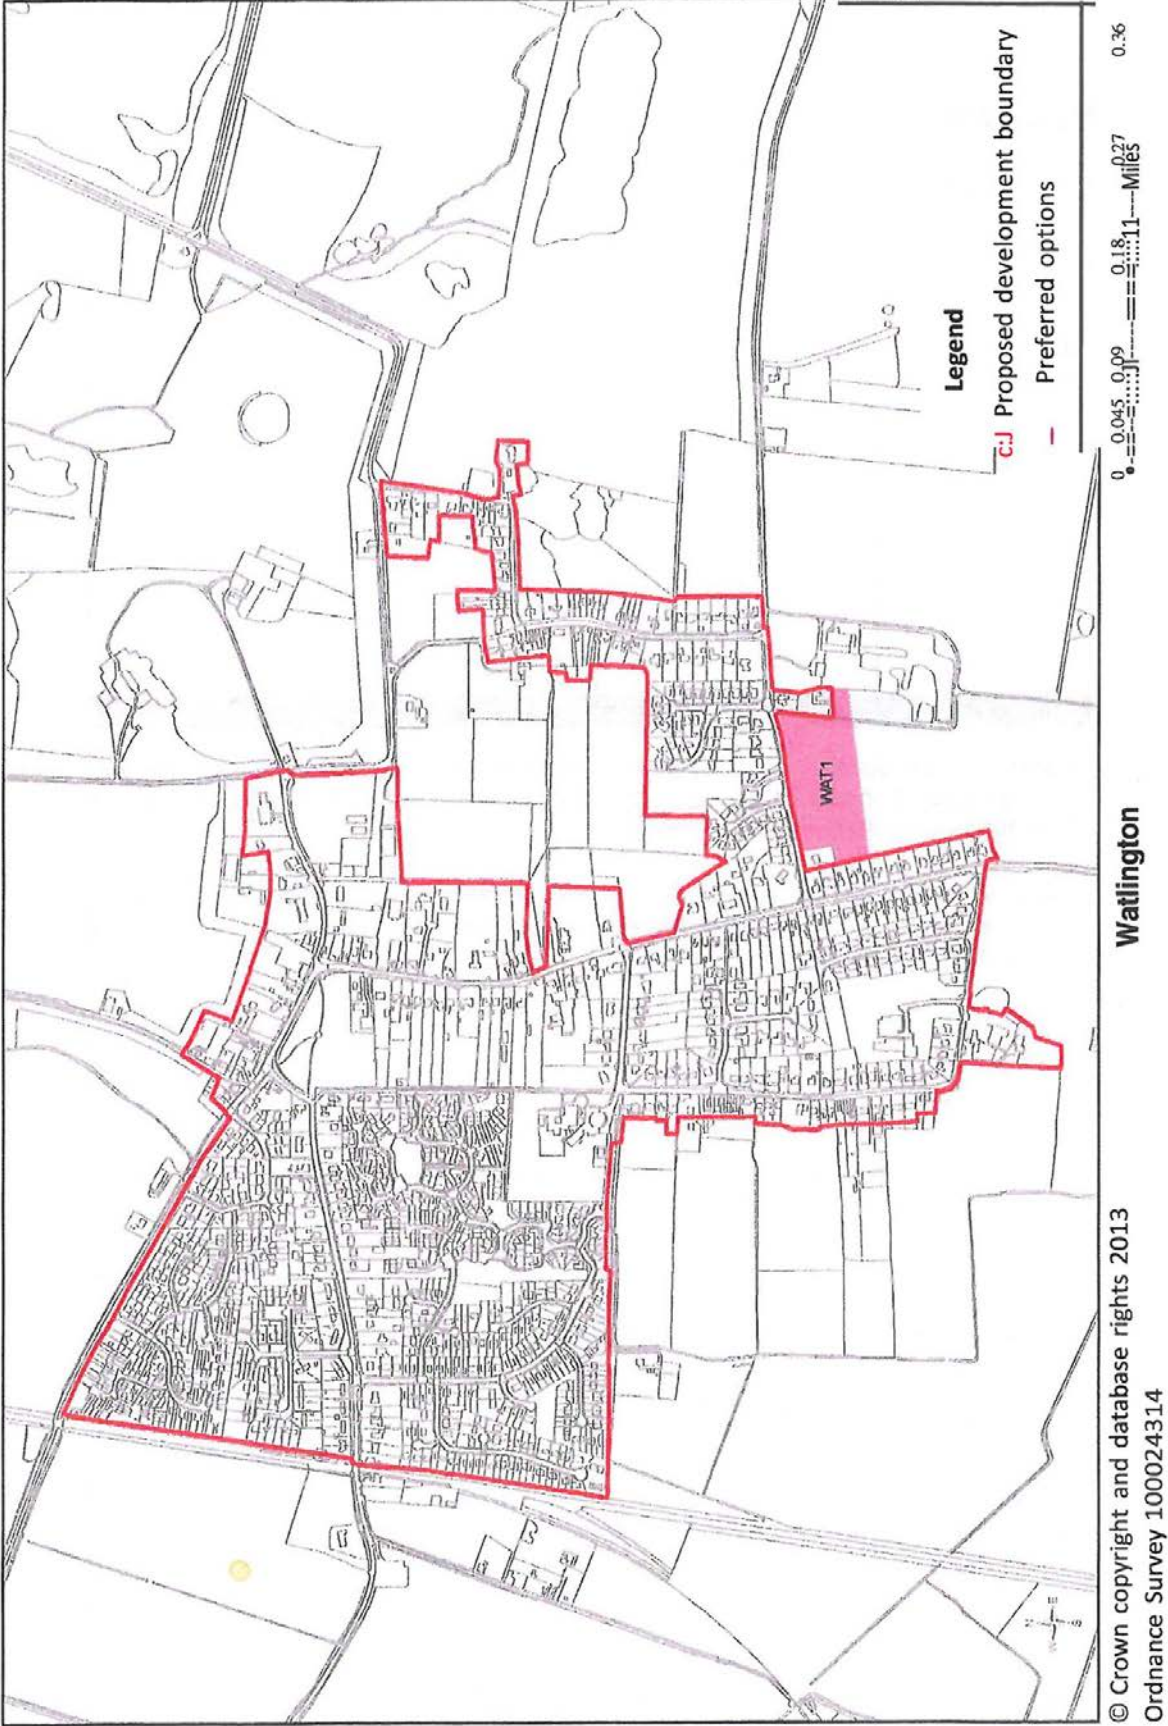 WAT1
Legend
C:J Proposed development boundary
– Preferred options
0 0.045 0.09 0.18 0.27 0.36
Miles
Watlington
© Crown copyright and database rights 2013
Ordnance Survey 100024314